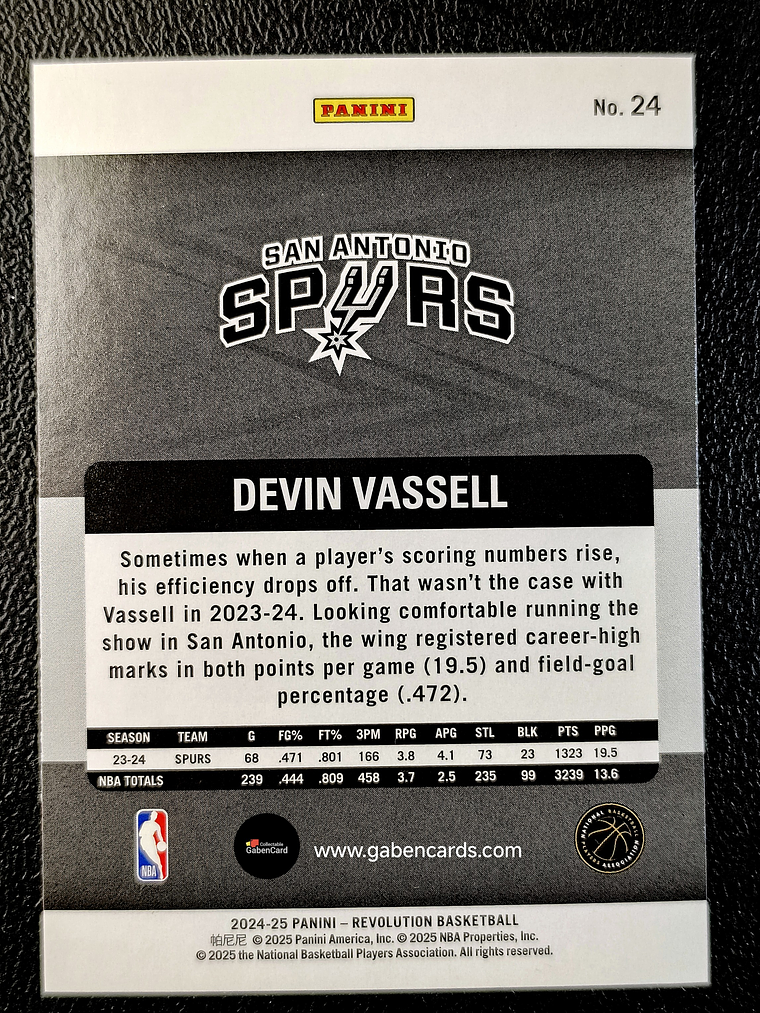 PANINI
No. 24
SAN ANTONIO
SPURS
DEVIN VASSELL
Sometimes when a player's scoring numbers rise,
his efficiency drops off. That wasn't the case with
Vassell in 2023-24. Looking comfortable running the
show in San Antonio, the wing registered career-high
marks in both points per game (19.5) and field-goal
percentage (.472).
SEASON TEAM G FG% FT% 3PM RPG APG STL BLK PTS PPG
23-24 SPURS 68 .471 .801 166 3.8 4.1 73 23 1323 19.5
NBA TOTALS 239 .444 .809 458 3.7 2.5 235 99 3239 13.6
NBA
Collectable
GabenCard
www.gabencards.com
NATIONAL BASKETBALL
PLAYERS ASSOCIATION
2024-25 PANINI – REVOLUTION BASKETBALL
帕尼尼 © 2025 Panini America, Inc. © 2025 NBA Properties, Inc.
© 2025 the National Basketball Players Association. All rights reserved.